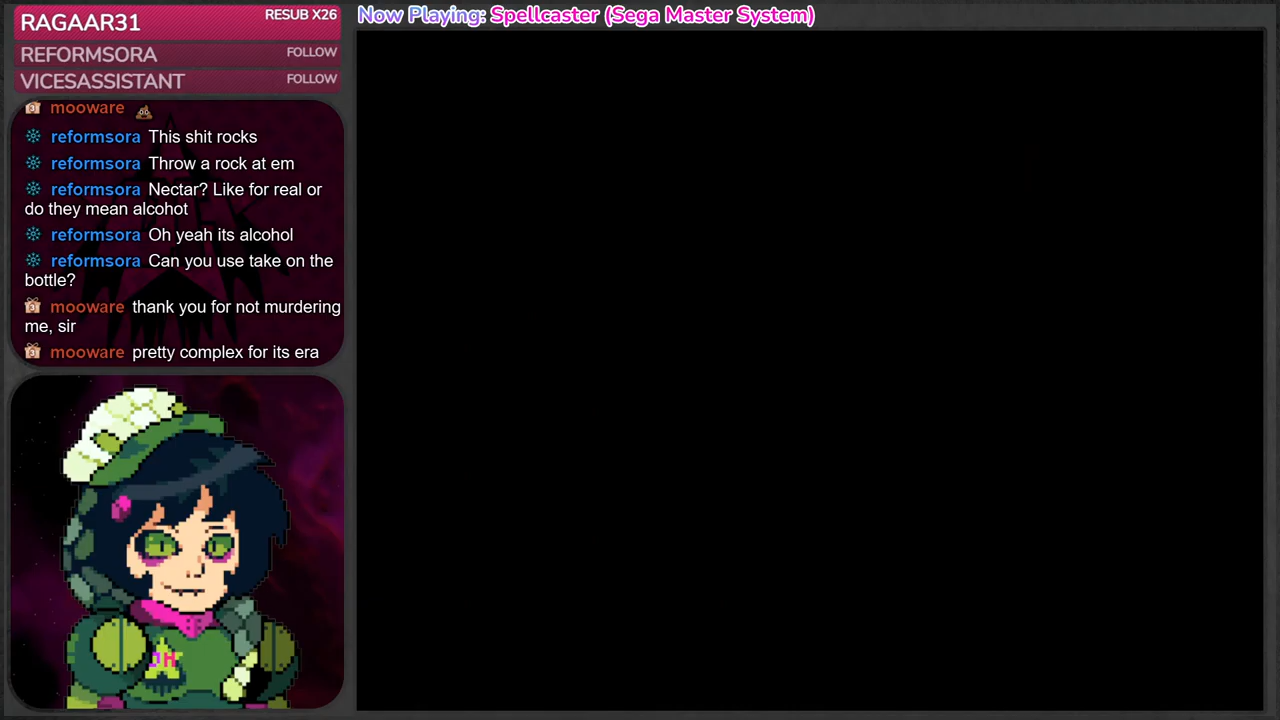 RAGAAR31 RESUB X26
REFORMSORA FOLLOW
VICESASSISTANT FOLLOW
Now Playing: Spellcaster (Sega Master System)
mooware
reformsora This shit rocks
reformsora Throw a rock at em
reformsora Nectar? Like for real or
do they mean alcohot
reformsora Oh yeah its alcohol
reformsora Can you use take on the
bottle?
mooware thank you for not murdering
me, sir
mooware pretty complex for its era